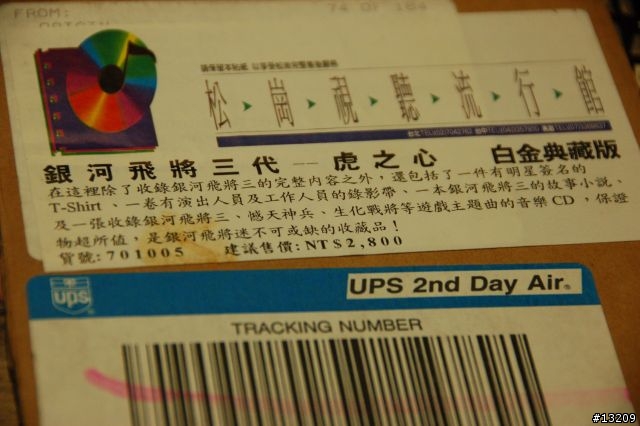 FROM:
74 OF 184
松崗視聽流行館
銀河飛將三代 — 虎之心 白金典藏版
在這裡除了收錄銀河飛將三的完整內容之外，還包括了一件有明星簽名的
T-Shirt、一卷有演出人員及工作人員的錄影帶、一本銀河飛將三的故事小說、
及一張收錄銀河飛將三、憾天神兵、生化戰將等遊戲主題曲的音樂CD，保證
物超所值，是銀河飛將迷不可或缺的收藏品！
貨號:701005 建議售價:NT$2,800
ups
UPS 2nd Day Air®
TRACKING NUMBER
#13209